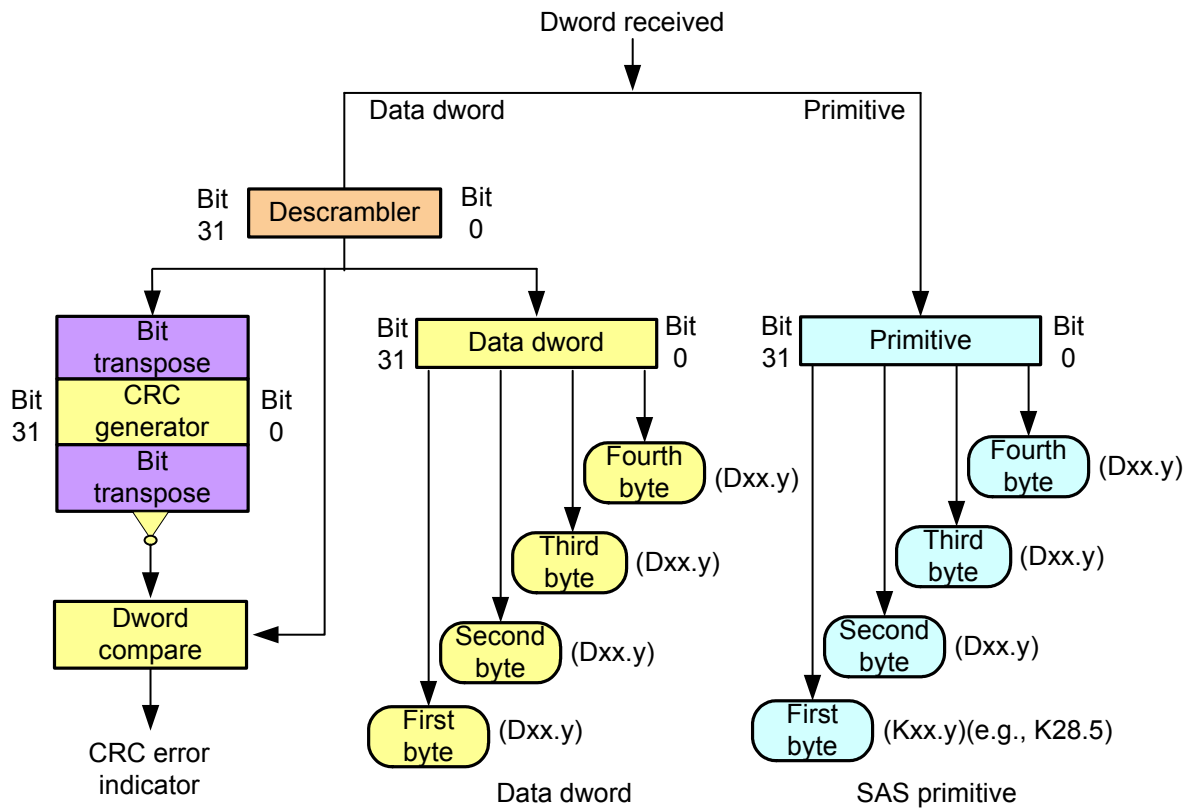 Dword received
Data dword
Primitive
Bit
31
Descrambler
Bit
0
Bit
transpose
Bit
31
CRC
generator
Bit
0
Bit
transpose
Dword
compare
CRC error
indicator
Bit
31
Data dword
Bit
0
Fourth
byte
(Dxx.y)
Third
byte
(Dxx.y)
Second
byte
(Dxx.y)
First
byte
(Dxx.y)
Data dword
Bit
31
Primitive
Bit
0
Fourth
byte
(Dxx.y)
Third
byte
(Dxx.y)
Second
byte
(Dxx.y)
First
byte
(Kxx.y)(e.g., K28.5)
SAS primitive